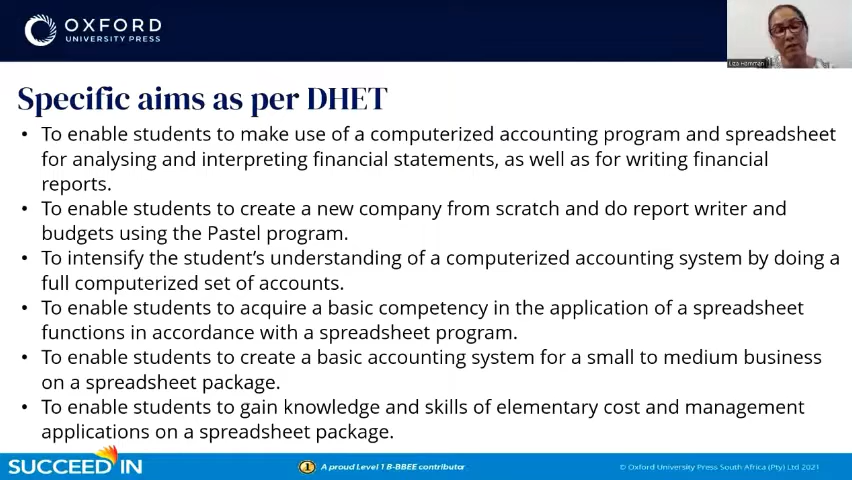 OXFORD
UNIVERSITY PRESS
Liza Hamman
Specific aims as per DHET
• To enable students to make use of a computerized accounting program and spreadsheet
for analysing and interpreting financial statements, as well as for writing financial
reports.
• To enable students to create a new company from scratch and do report writer and
budgets using the Pastel program.
• To intensify the student’s understanding of a computerized accounting system by doing a
full computerized set of accounts.
• To enable students to acquire a basic competency in the application of a spreadsheet
functions in accordance with a spreadsheet program.
• To enable students to create a basic accounting system for a small to medium business
on a spreadsheet package.
• To enable students to gain knowledge and skills of elementary cost and management
applications on a spreadsheet package.
SUCCEED IN
1 A proud Level 1 B-BBEE contributor
© Oxford University Press South Africa (Pty) Ltd 2021